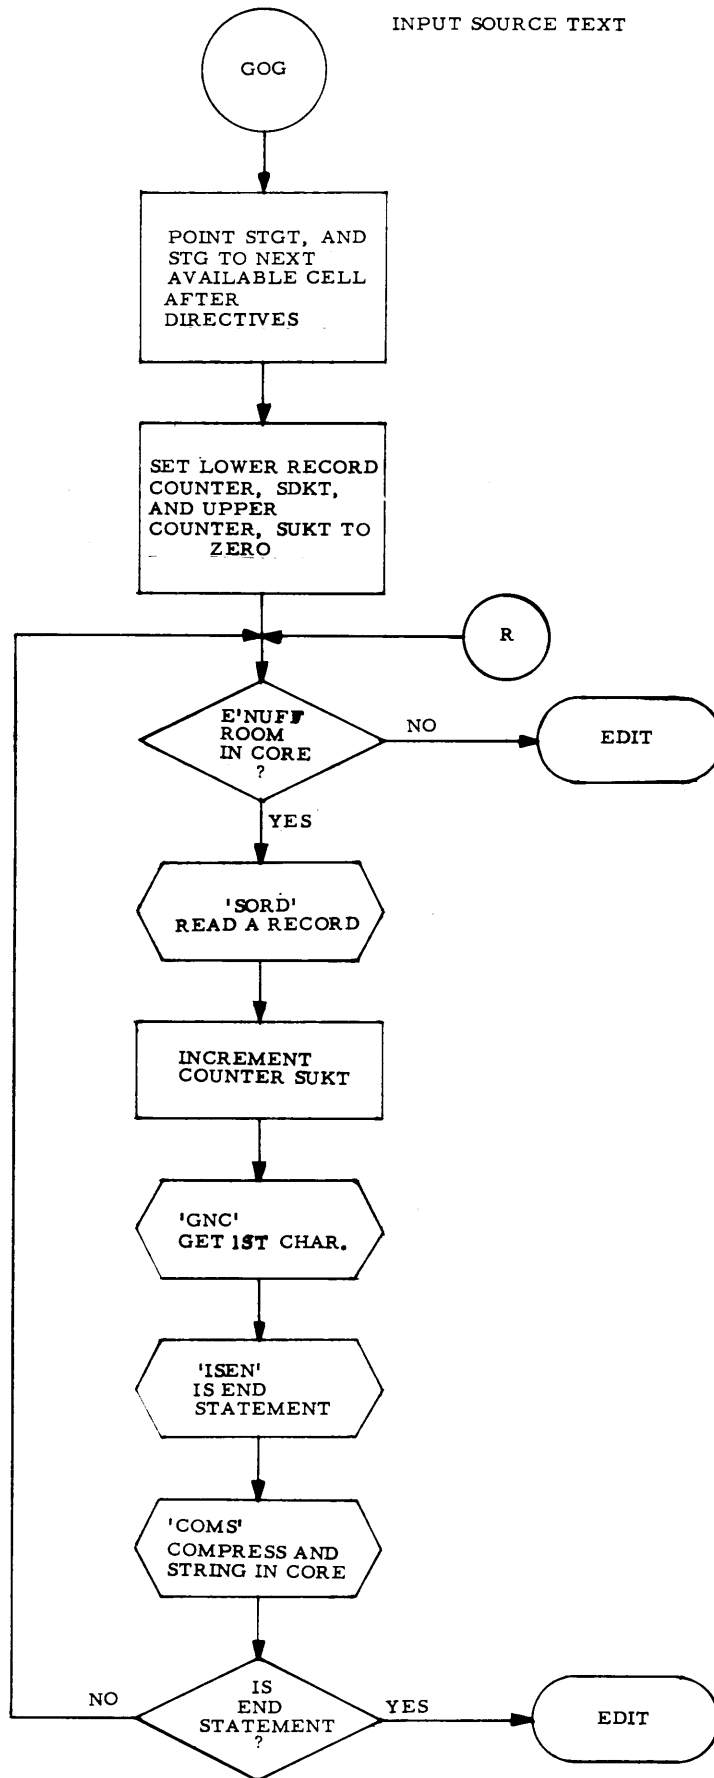 INPUT SOURCE TEXT
GOG
POINT STGT, AND
STG TO NEXT
AVAILABLE CELL
AFTER
DIRECTIVES
SET LOWER RECORD
COUNTER, SDKT,
AND UPPER
COUNTER, SUKT TO
ZERO
R
E'NUFF
ROOM
IN CORE
?
NO
EDIT
YES
'SORD'
READ A RECORD
INCREMENT
COUNTER SUKT
'GNC'
GET 1ST CHAR.
'ISEN'
IS END
STATEMENT
'COMS'
COMPRESS AND
STRING IN CORE
IS
END
STATEMENT
?
NO
YES
EDIT